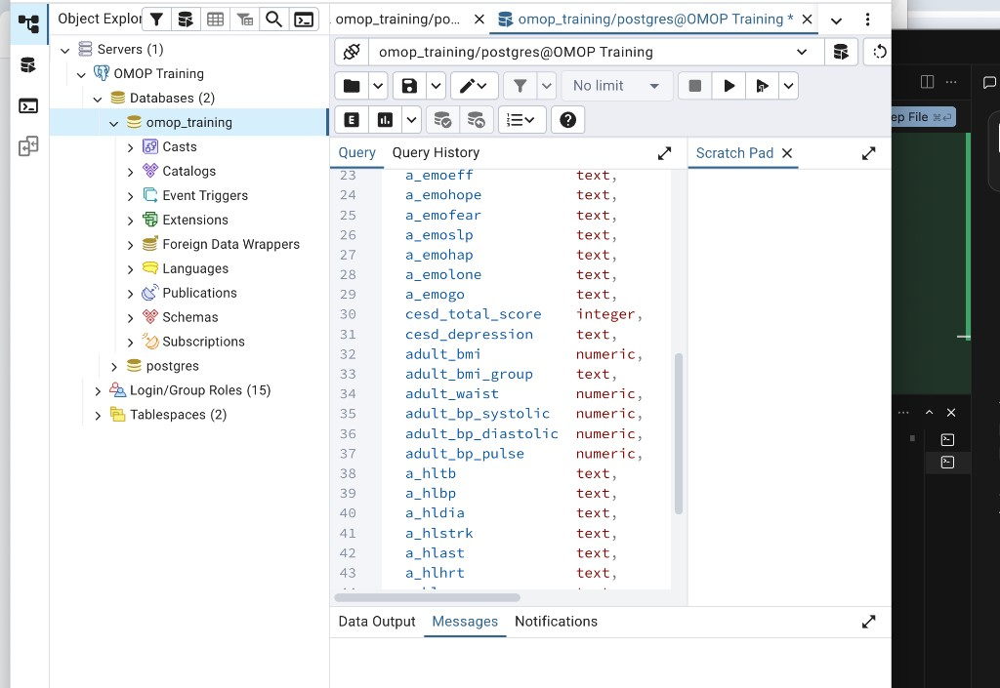 Object Explor
omop_training/po...
omop_training/postgres@OMOP Training *
Servers (1)
OMOP Training
Databases (2)
omop_training
Casts
Catalogs
Event Triggers
Extensions
Foreign Data Wrappers
Languages
Publications
Schemas
Subscriptions
postgres
Login/Group Roles (15)
Tablespaces (2)
omop_training/postgres@OMOP Training
No limit
E
Query
Query History
Scratch Pad
23 a_emoeff text,
24 a_emohope text,
25 a_emofear text,
26 a_emoslp text,
27 a_emohap text,
28 a_emolone text,
29 a_emogo text,
30 cesd_total_score integer,
31 cesd_depression text,
32 adult_bmi numeric,
33 adult_bmi_group text,
34 adult_waist numeric,
35 adult_bp_systolic numeric,
36 adult_bp_diastolic numeric,
37 adult_bp_pulse numeric,
38 a_hltb text,
39 a_hlbp text,
40 a_hldia text,
41 a_hlstrk text,
42 a_hlast text,
43 a_hlhrt text,
Data Output
Messages
Notifications
ep File ⌘⏎